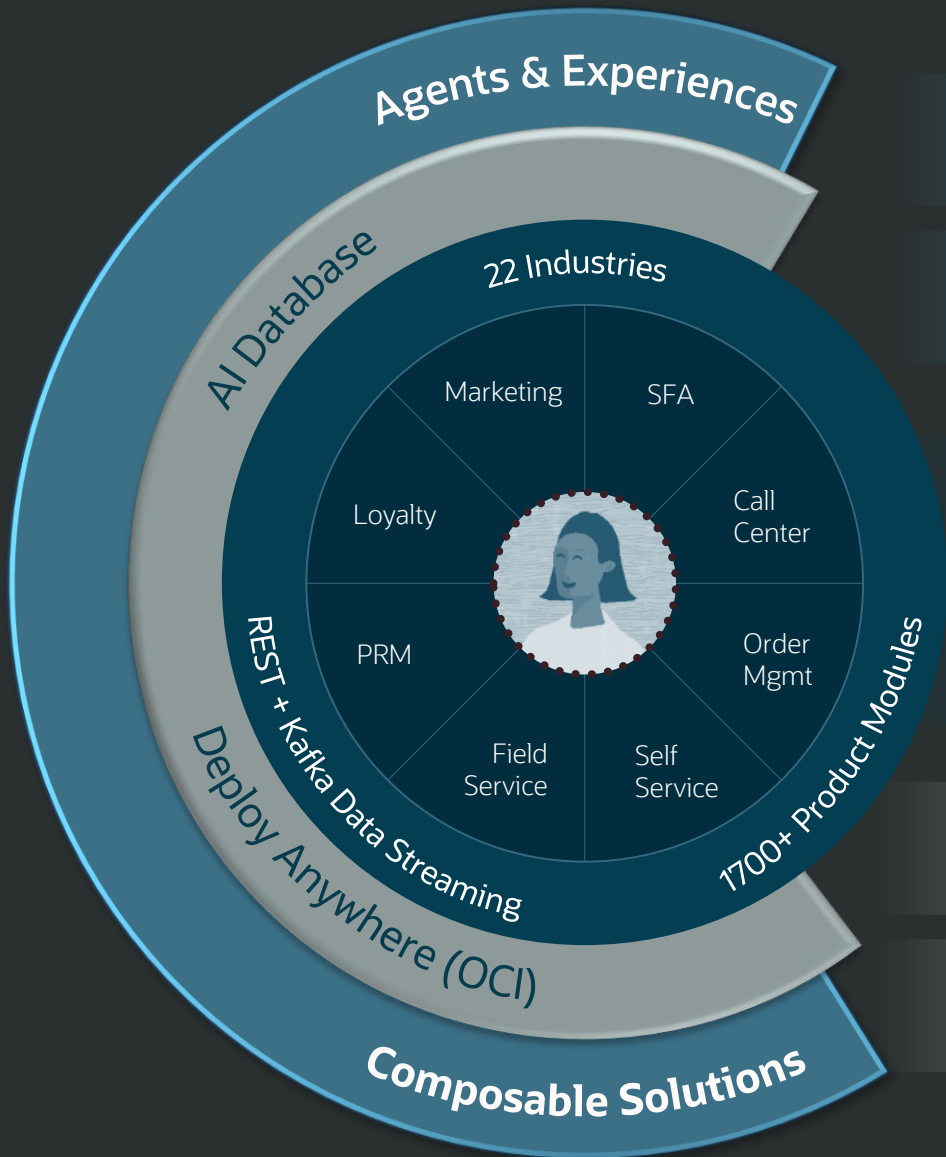 Agents & Experiences
AI Database
22 Industries
Marketing
SFA
Loyalty
Call
Center
PRM
Order
Mgmt
Field
Service
Self
Service
REST + Kafka Data Streaming
1700+ Product Modules
Deploy Anywhere (OCI)
Composable Solutions